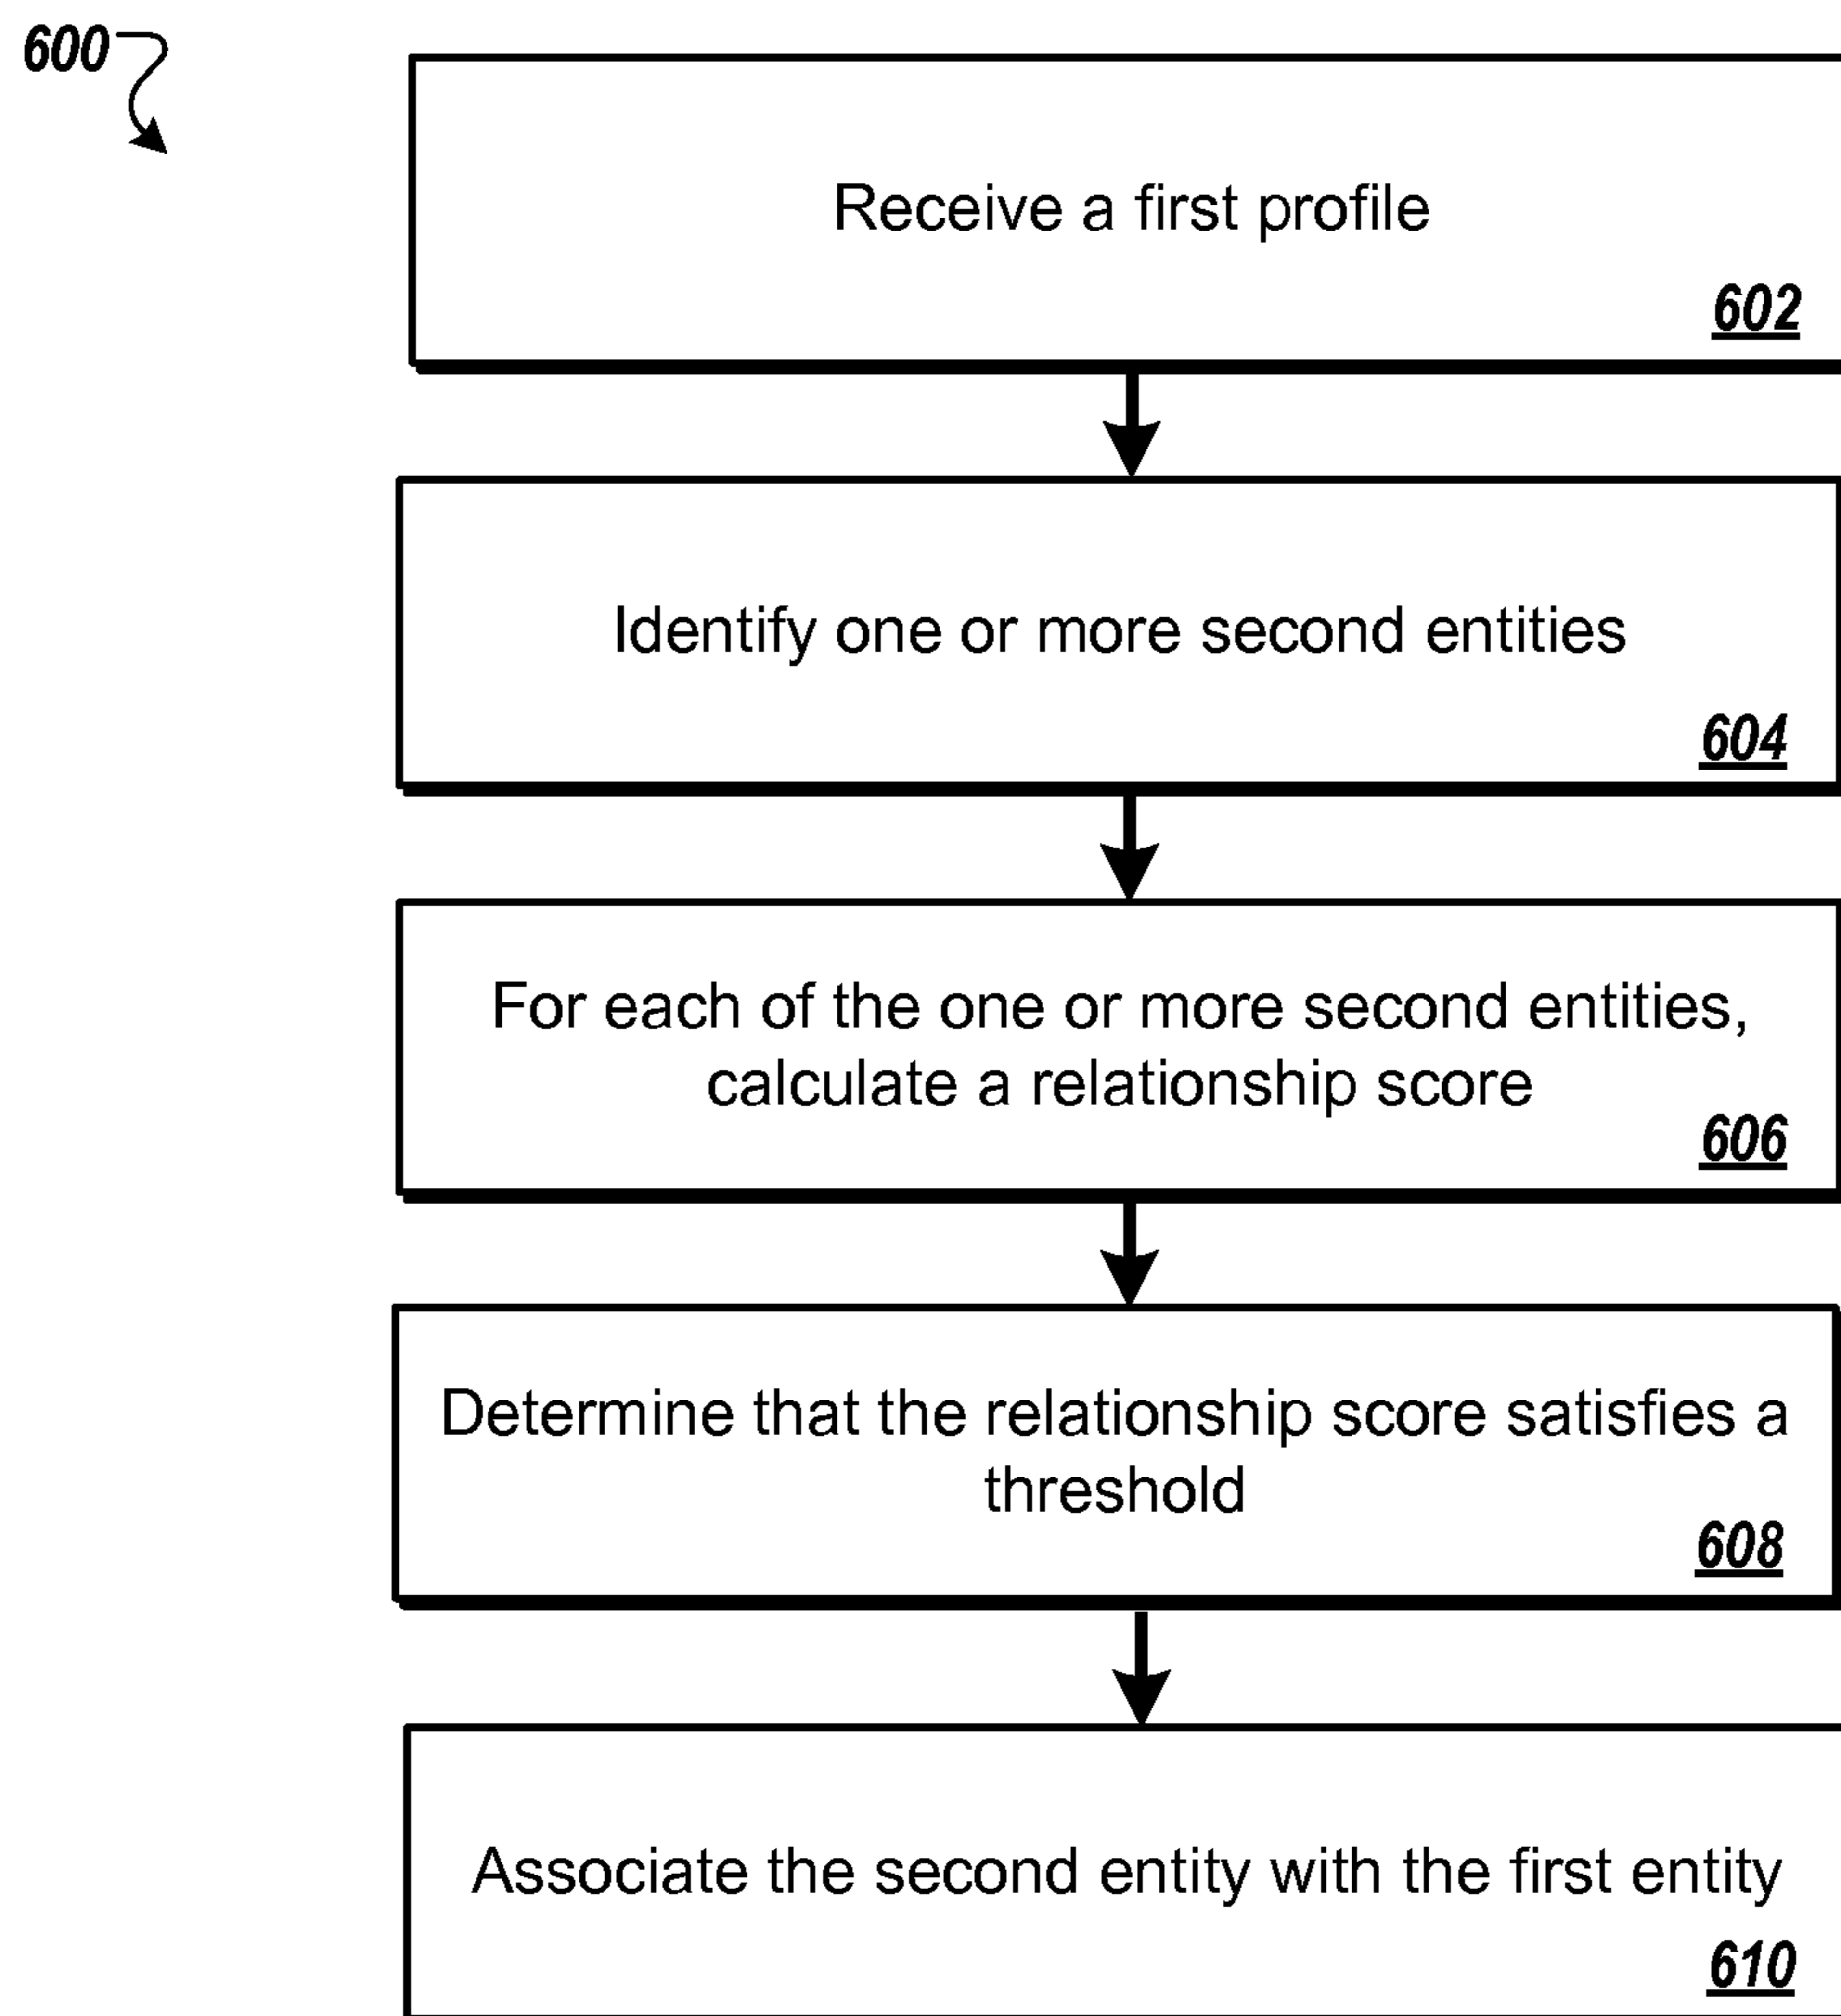 600
Receive a first profile
602
Identify one or more second entities
604
For each of the one or more second entities,
calculate a relationship score
606
Determine that the relationship score satisfies a
threshold
608
Associate the second entity with the first entity
610